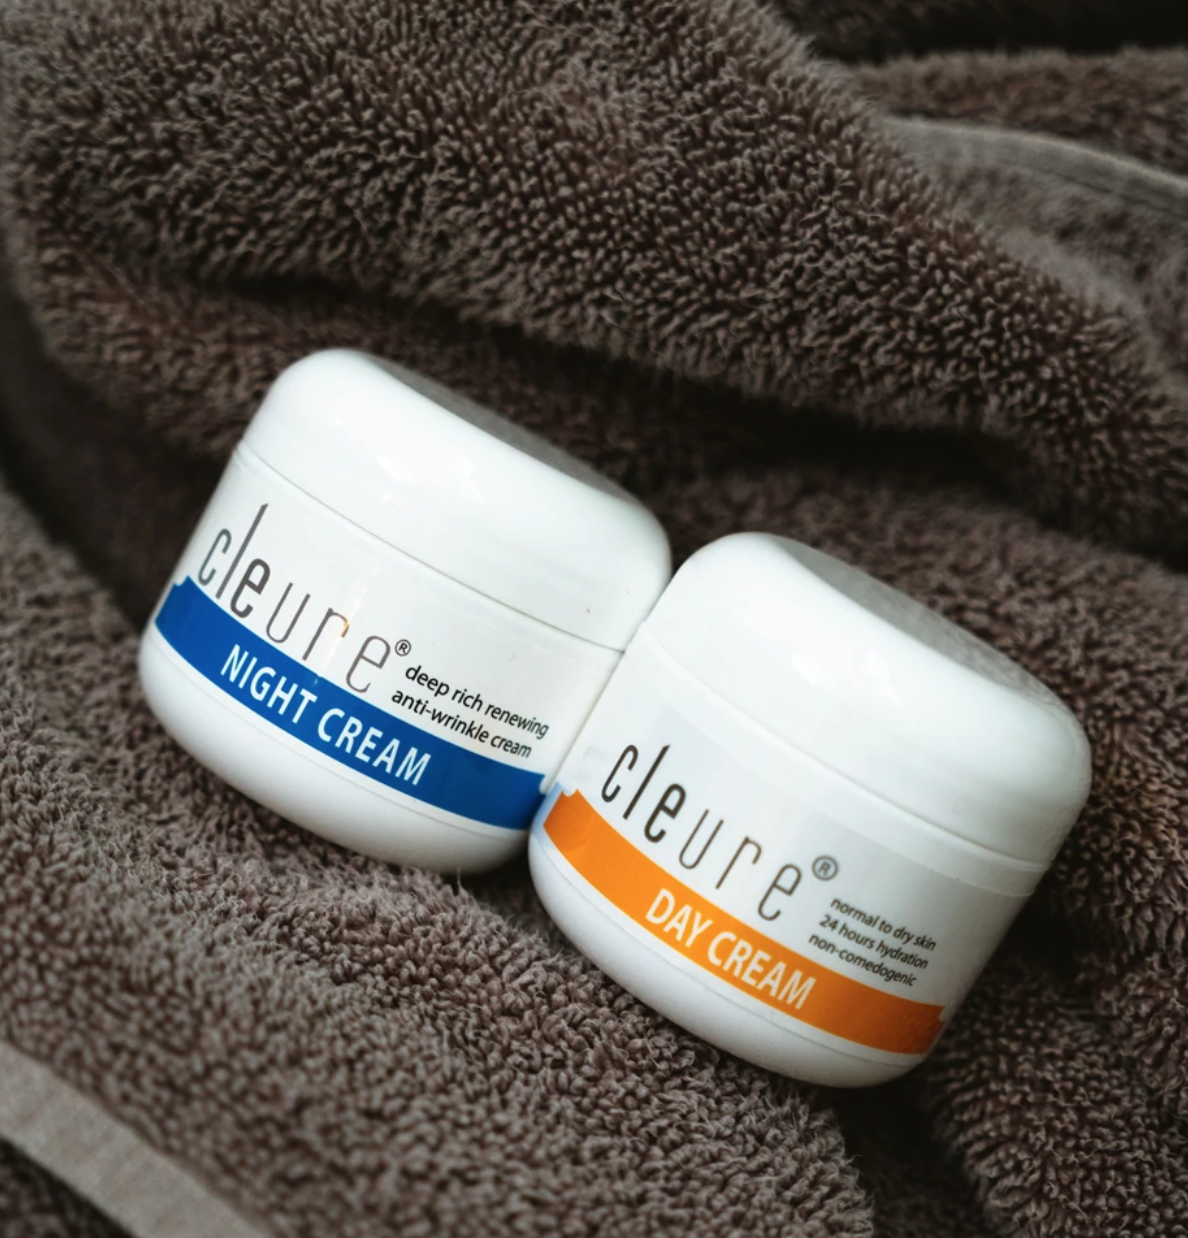 cleure®
deep rich renewing
anti-wrinkle cream
NIGHT CREAM
cleure®
normal to dry skin
24 hours hydration
non-comedogenic
DAY CREAM